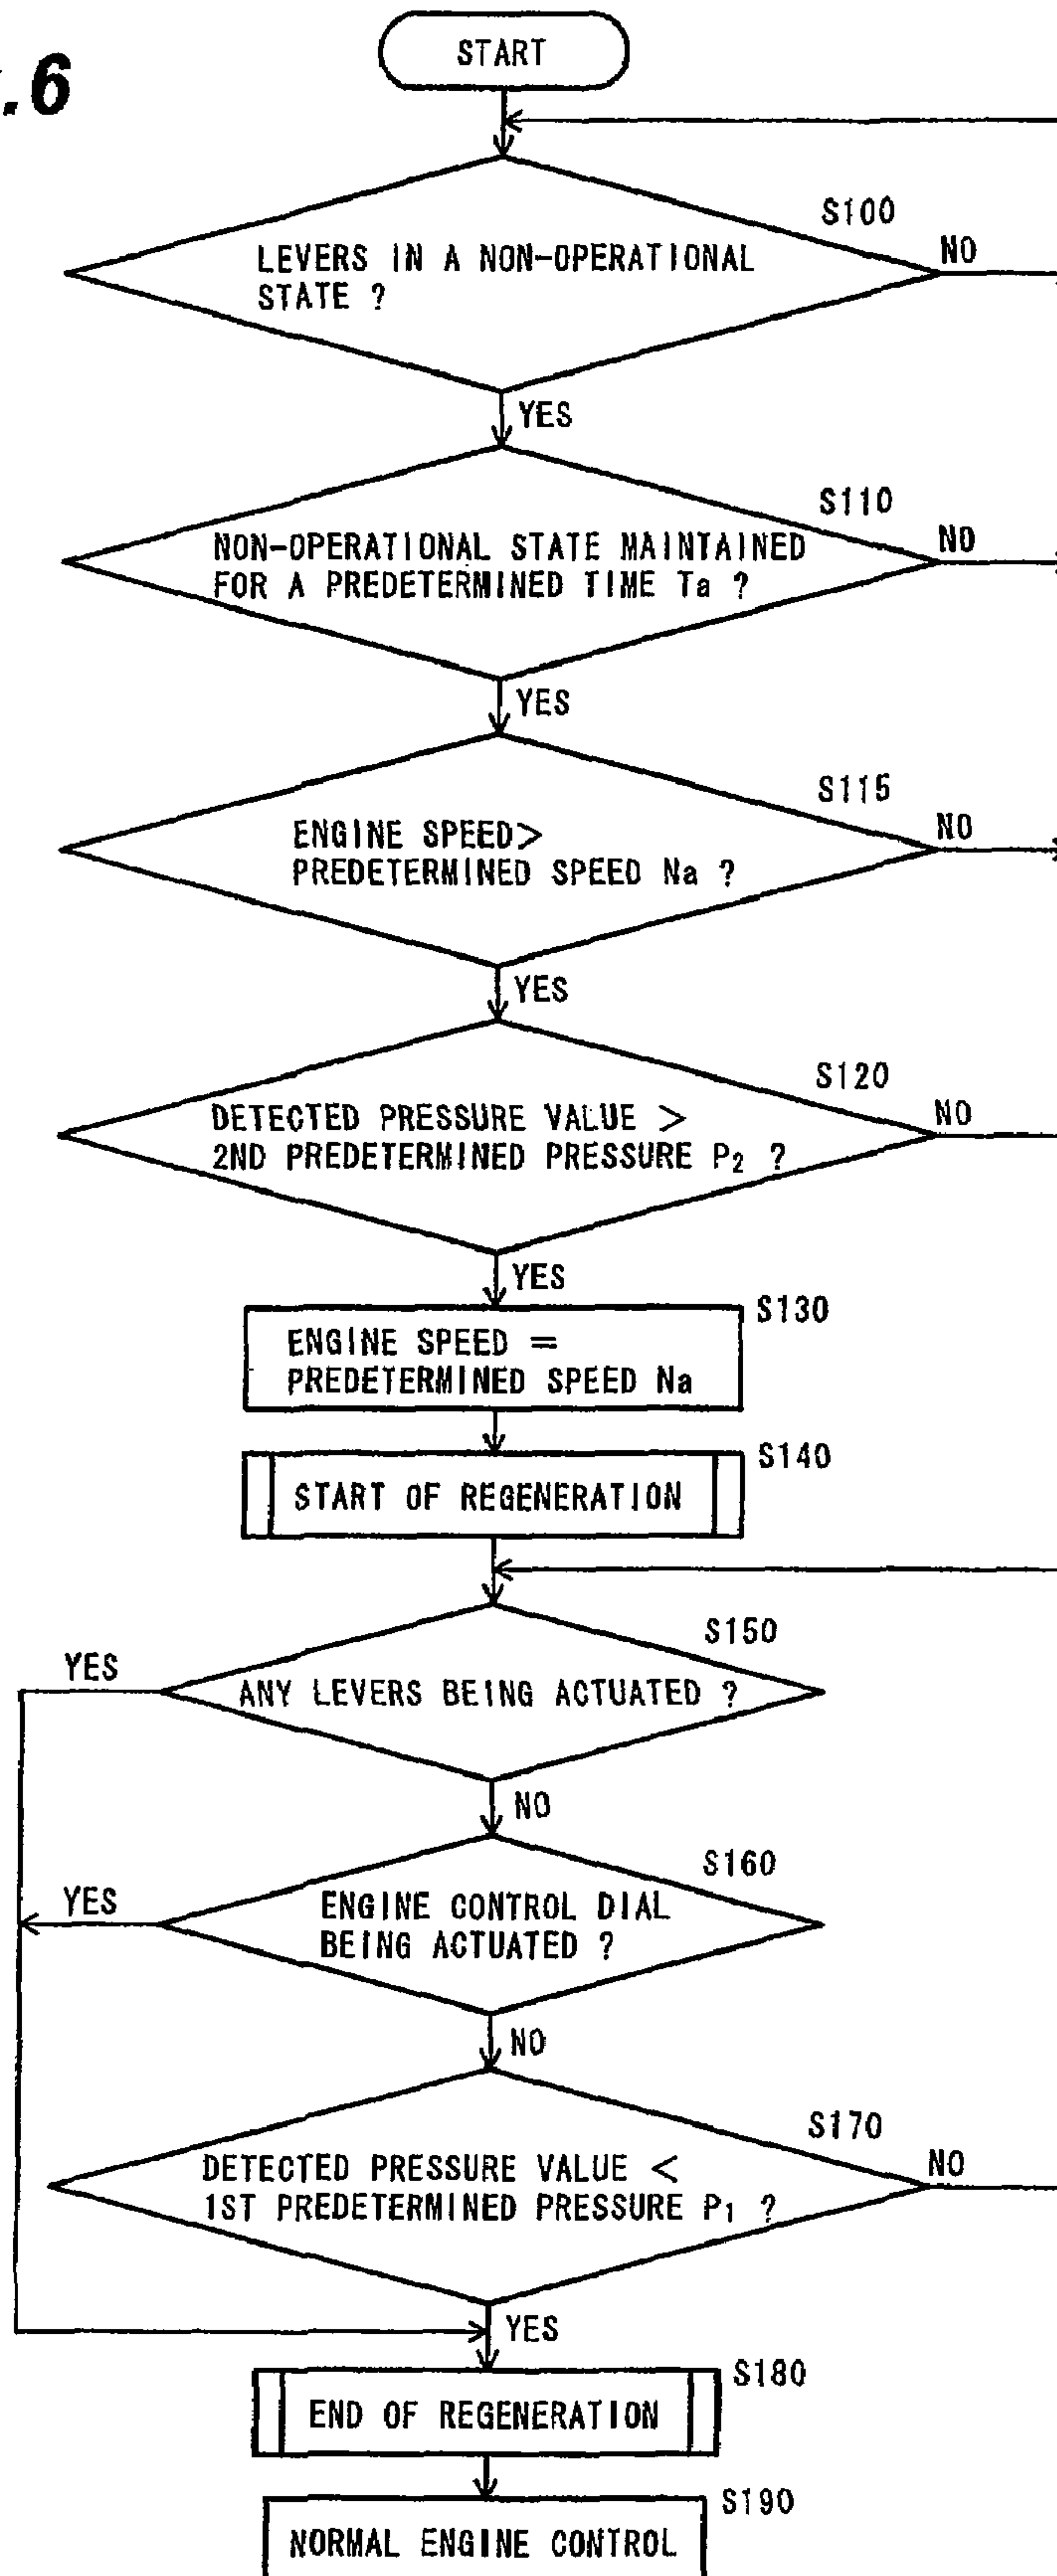 .6
START
S100
LEVERS IN A NON-OPERATIONAL
STATE ?
NO
YES
S110
NON-OPERATIONAL STATE MAINTAINED
FOR A PREDETERMINED TIME Ta ?
NO
YES
S115
ENGINE SPEED>
PREDETERMINED SPEED Na ?
NO
YES
S120
DETECTED PRESSURE VALUE >
2ND PREDETERMINED PRESSURE P₂ ?
NO
YES
S130
ENGINE SPEED =
PREDETERMINED SPEED Na
S140
START OF REGENERATION
S150
YES
ANY LEVERS BEING ACTUATED ?
NO
S160
YES
ENGINE CONTROL DIAL
BEING ACTUATED ?
NO
S170
DETECTED PRESSURE VALUE <
1ST PREDETERMINED PRESSURE P₁ ?
NO
YES
S180
END OF REGENERATION
S190
NORMAL ENGINE CONTROL